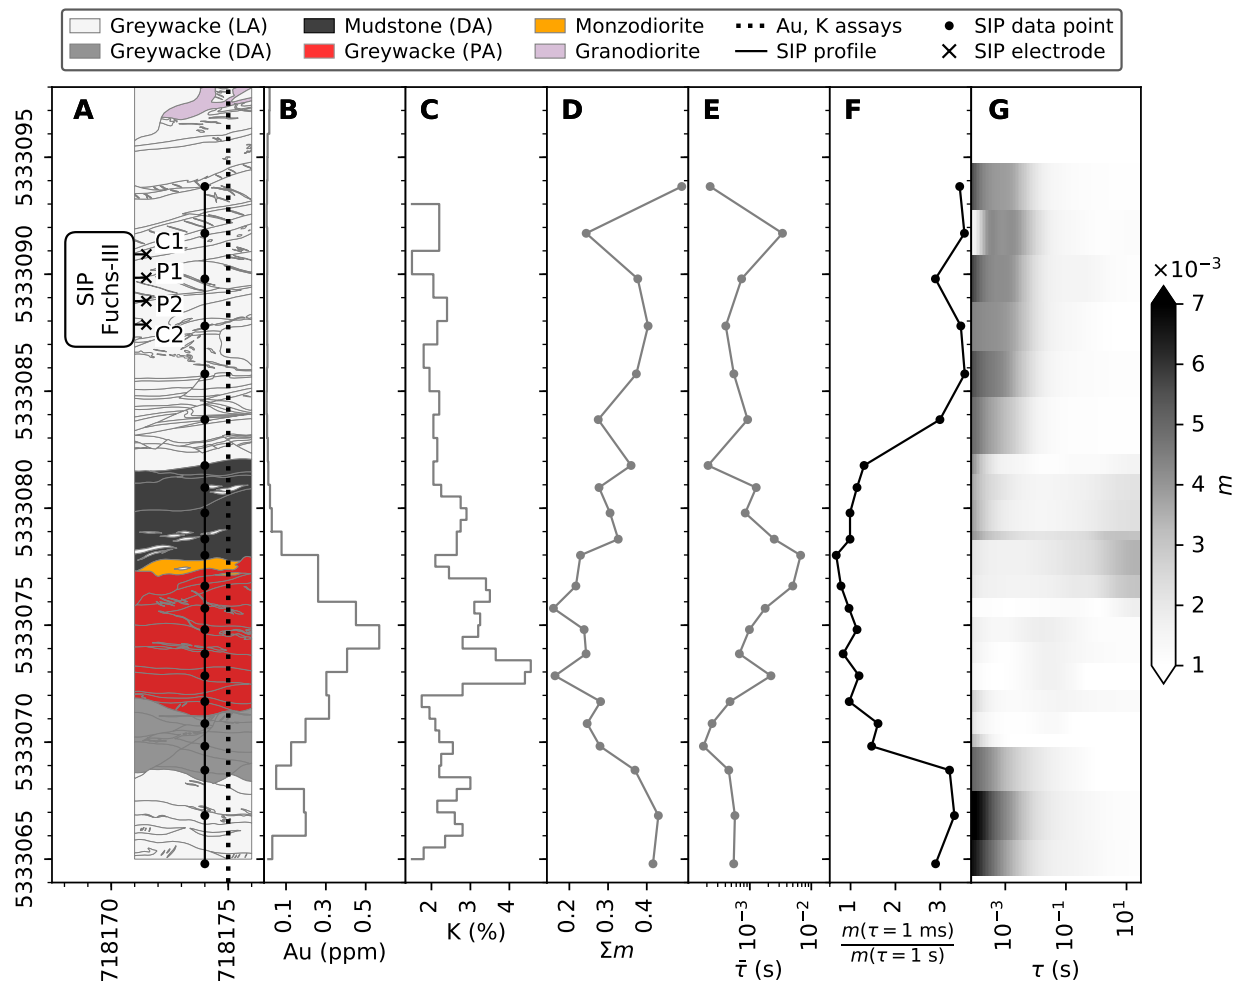 Greywacke (LA) Mudstone (DA) Monzodiorite Au, K assays SIP data point
Greywacke (DA) Greywacke (PA) Granodiorite SIP profile SIP electrode
A B C D E F G
5333095
5333090
5333085
5333080
5333075
5333070
5333065
SIP
Fuchs-III
C1
P1
P2
C2
×10⁻³
7
6
5
4
3
2
1
m
718170 718175
0.1 0.3 0.5
Au (ppm)
2 3 4
K (%)
0.2 0.3 0.4
Σm
10⁻³ 10⁻²
τ̄ (s)
1 2 3
m(τ = 1 ms)
m(τ = 1 s)
10⁻³ 10⁻¹ 10¹
τ (s)